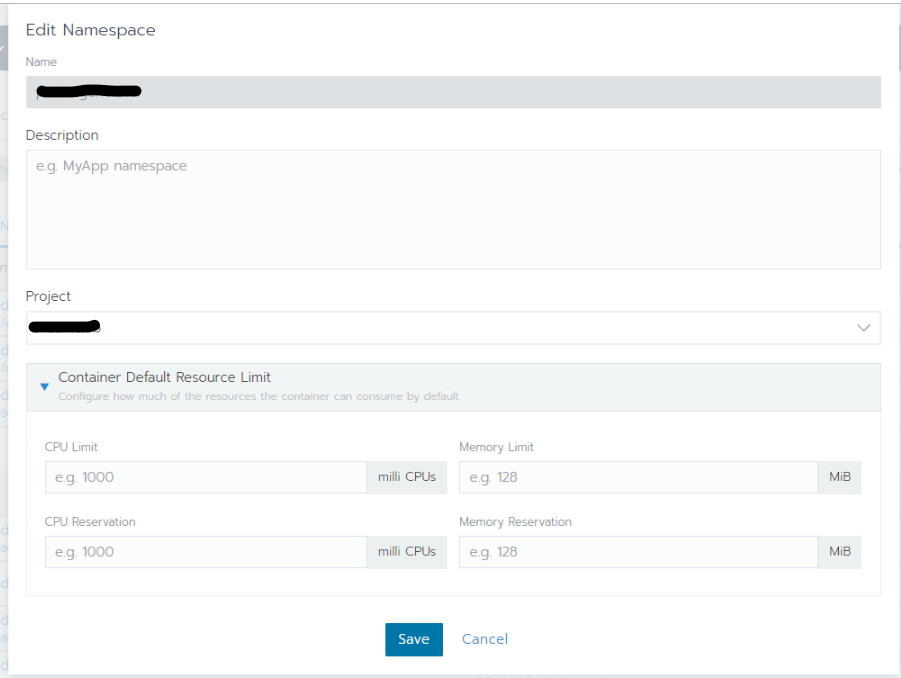 Edit Namespace
Name
Description
e.g. MyApp namespace
Project
Container Default Resource Limit
Configure how much of the resources the container can consume by default
CPU Limit
Memory Limit
e.g. 1000 milli CPUs
e.g. 128 MiB
CPU Reservation
Memory Reservation
e.g. 1000 milli CPUs
e.g. 128 MiB
Save Cancel